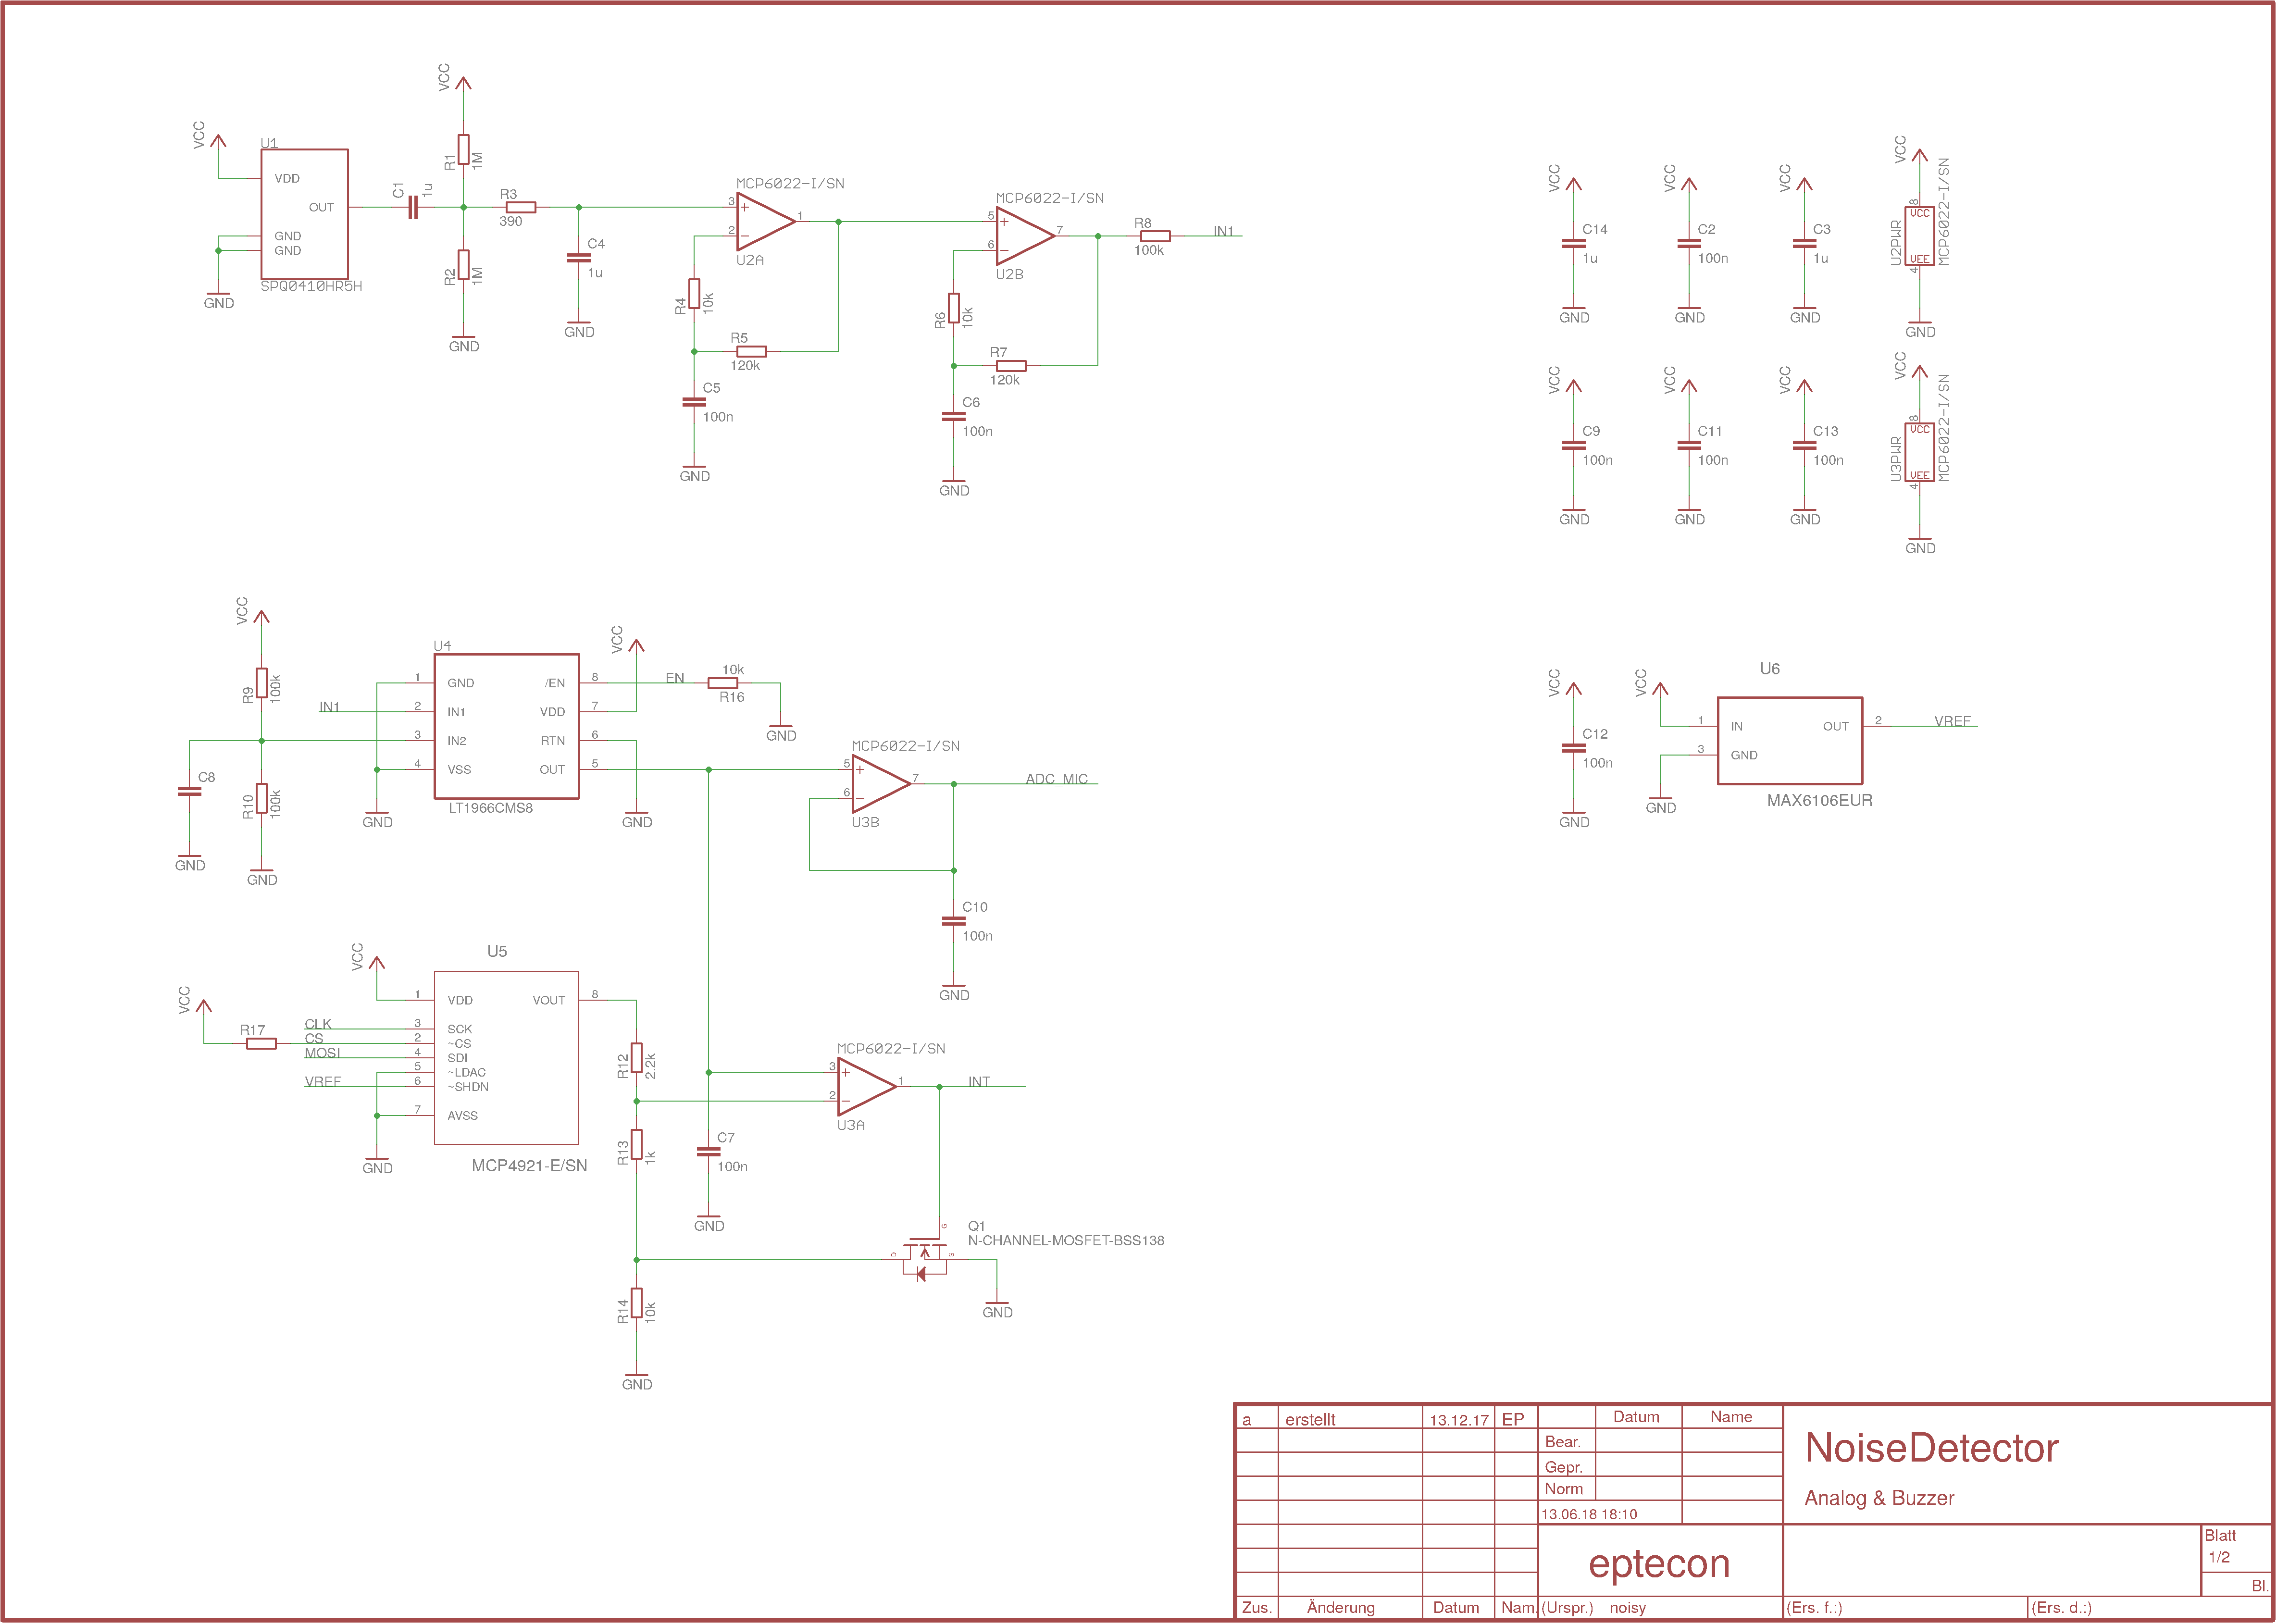 VCC
VCC
U1
VDD
OUT
GND
GND
SPQ0410HR5H
GND
C1
1u
R1
1M
R2
1M
GND
R3
390
C4
1u
GND
MCP6022-I/SN
3
2
1
U2A
R4
10k
R5
120k
C5
100n
GND
MCP6022-I/SN
5
6
7
U2B
R6
10k
R7
120k
C6
100n
GND
R8
100k
IN1
VCC
C14
1u
GND
VCC
C2
100n
GND
VCC
C3
1u
GND
VCC
U2PWR
8
VCC
VEE
4
MCP6022-I/SN
GND
VCC
C9
100n
GND
VCC
C11
100n
GND
VCC
C13
100n
GND
VCC
U3PWR
8
VCC
VEE
4
MCP6022-I/SN
GND
VCC
R9
100k
IN1
C8
GND
R10
100k
GND
U4
1 GND /EN 8
2 IN1 VDD 7
3 IN2 RTN 6
4 VSS OUT 5
LT1966CMS8
GND
VCC
GND
EN
10k
R16
GND
MCP6022-I/SN
5
6
7
U3B
ADC_MIC
C10
100n
GND
VCC
C12
100n
GND
VCC
GND
U6
1 IN OUT 2
3 GND
MAX6106EUR
VREF
VCC
R17
VCC
CLK
CS
MOSI
VREF
U5
1 VDD VOUT 8
3 SCK
2 ~CS
4 SDI
5 ~LDAC
6 ~SHDN
7 AVSS
MCP4921-E/SN
GND
R12
2.2k
R13
1k
R14
10k
GND
C7
100n
GND
MCP6022-I/SN
3
2
1
U3A
INT
Q1
N-CHANNEL-MOSFET-BSS138
G
D
S
GND
a erstellt 13.12.17 EP
Datum Name
Bear.
Gepr.
Norm
13.06.18 18:10
NoiseDetector
Analog & Buzzer
eptecon
Blatt
1/2
Bl.
Zus. Änderung Datum Nam (Urspr.) noisy (Ers. f.:) (Ers. d.:)